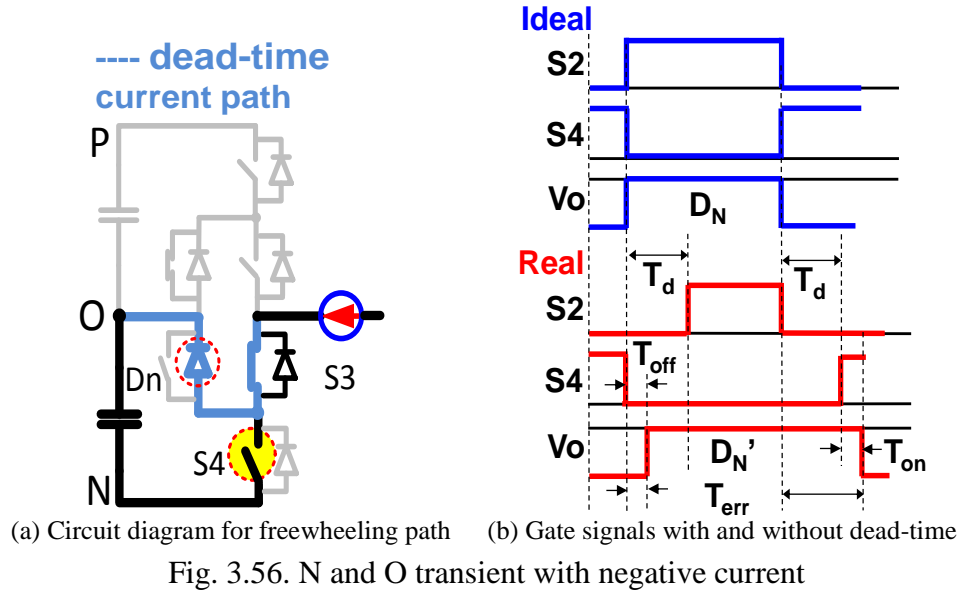 ---- dead-time
current path
P
O
Dn
S3
S4
N
Ideal
S2
S4
Vo
D_N
Real
T_d
T_d
S2
T_off
S4
Vo
D_N'
T_on
T_err
(a) Circuit diagram for freewheeling path
(b) Gate signals with and without dead-time
Fig. 3.56. N and O transient with negative current